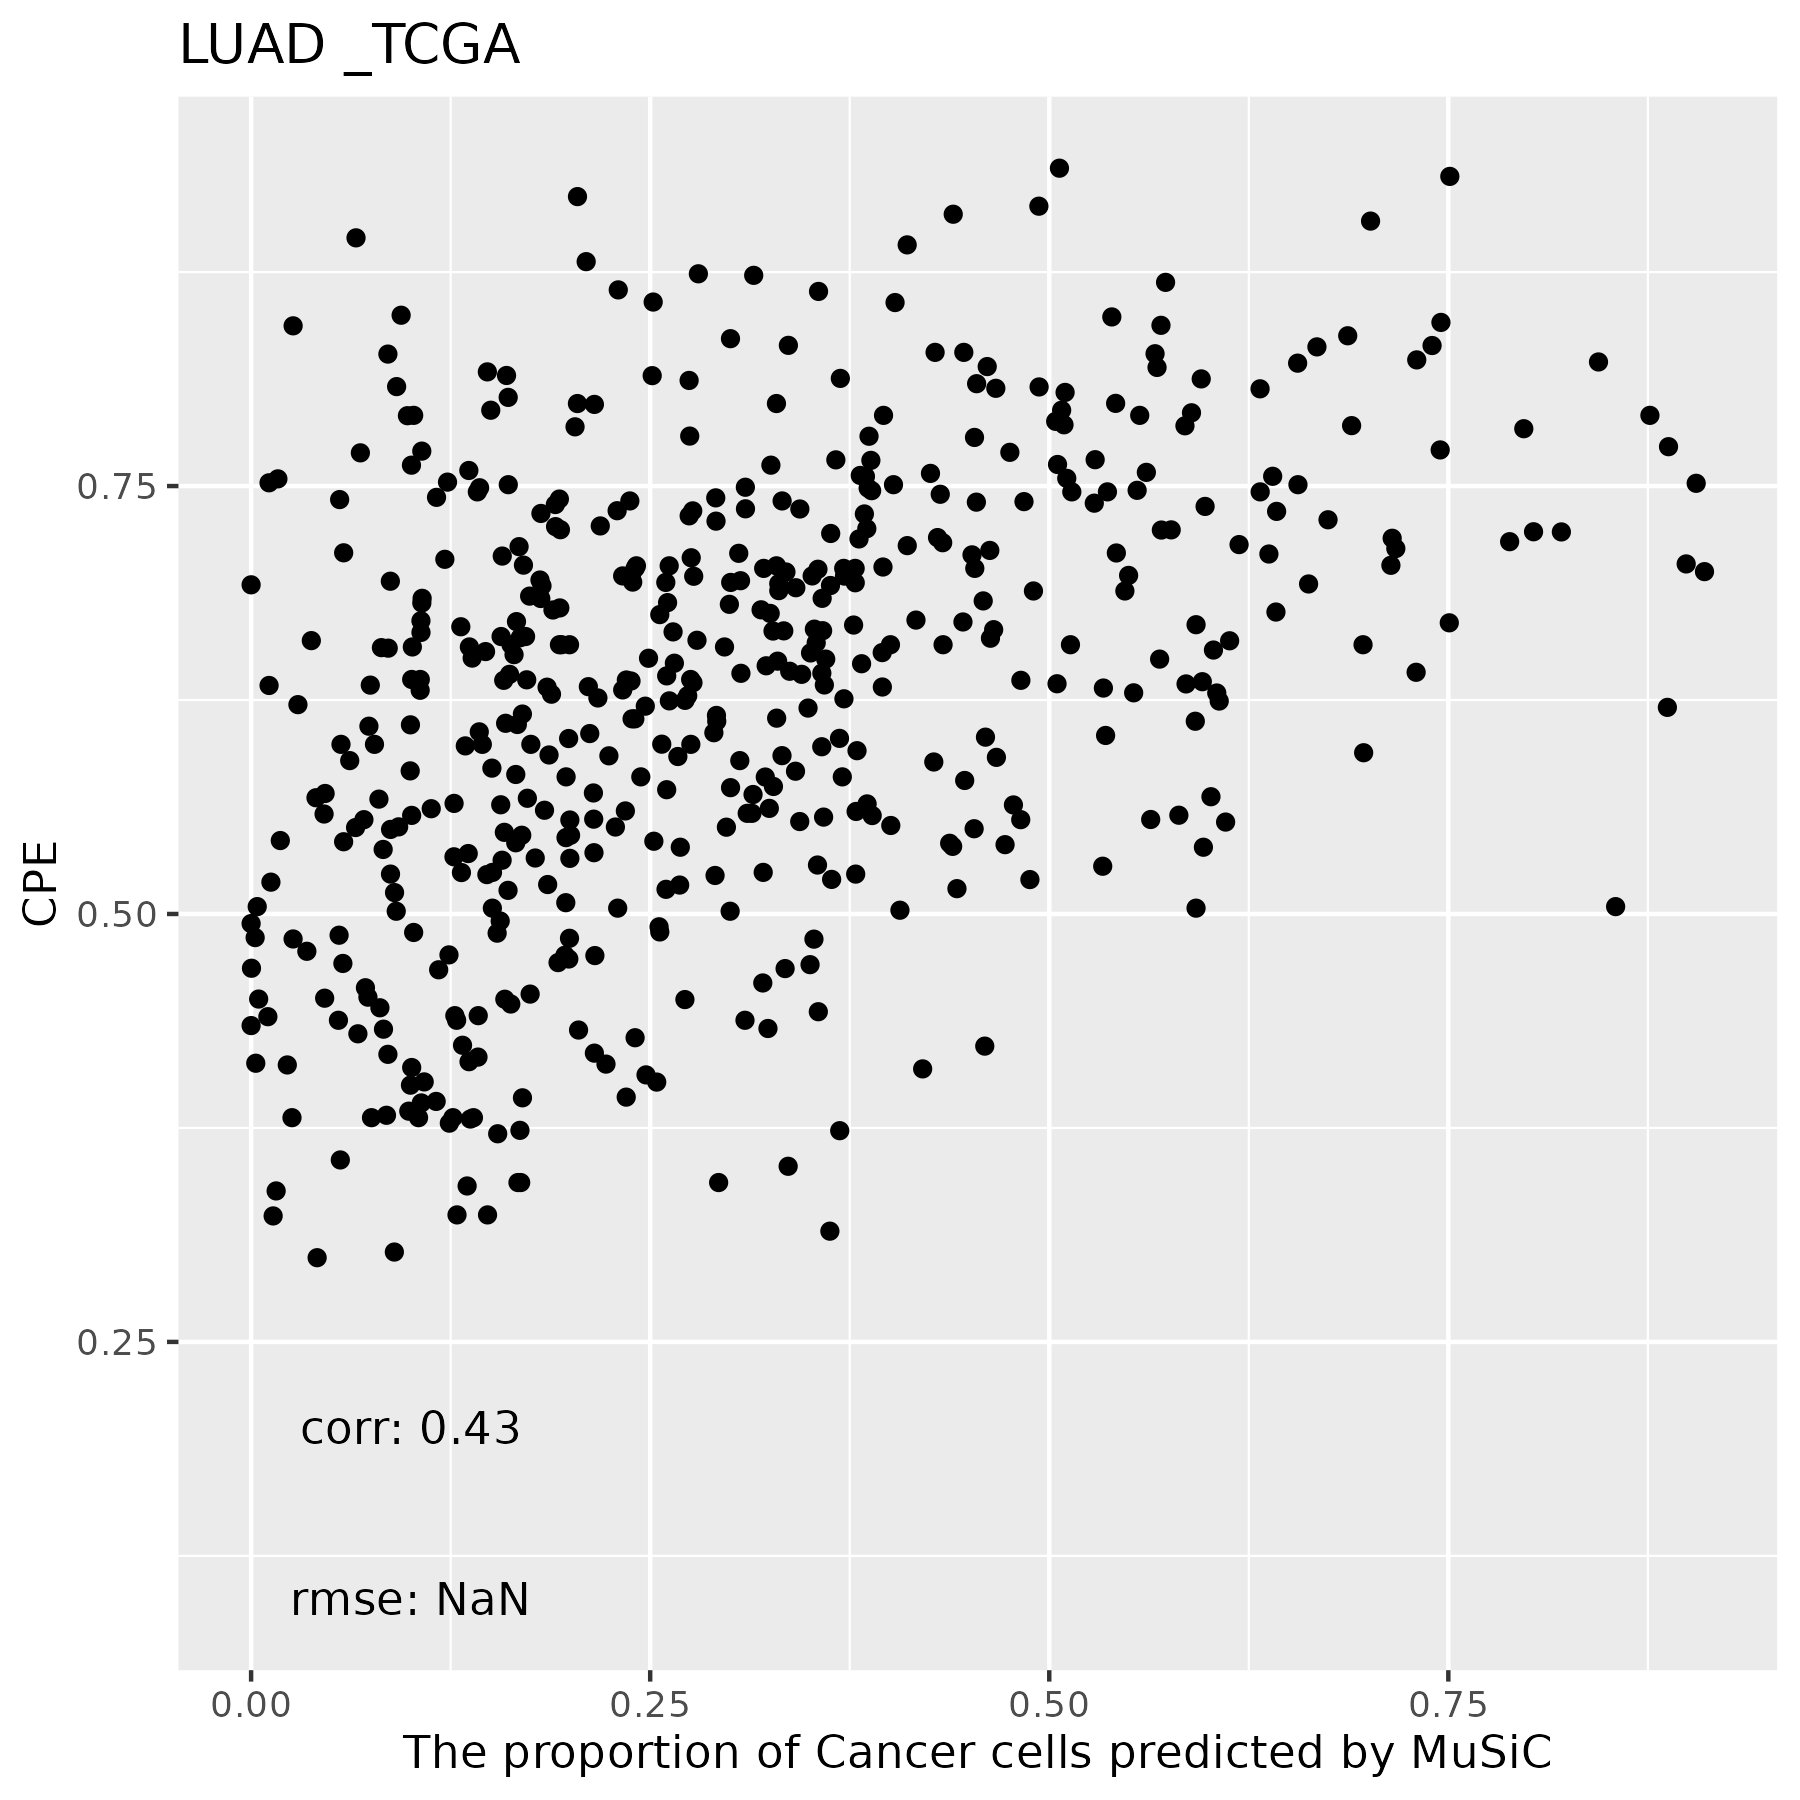 LUAD _TCGA
CPE
0.75
0.50
0.25
corr: 0.43
rmse: NaN
0.00 0.25 0.50 0.75
The proportion of Cancer cells predicted by MuSiC